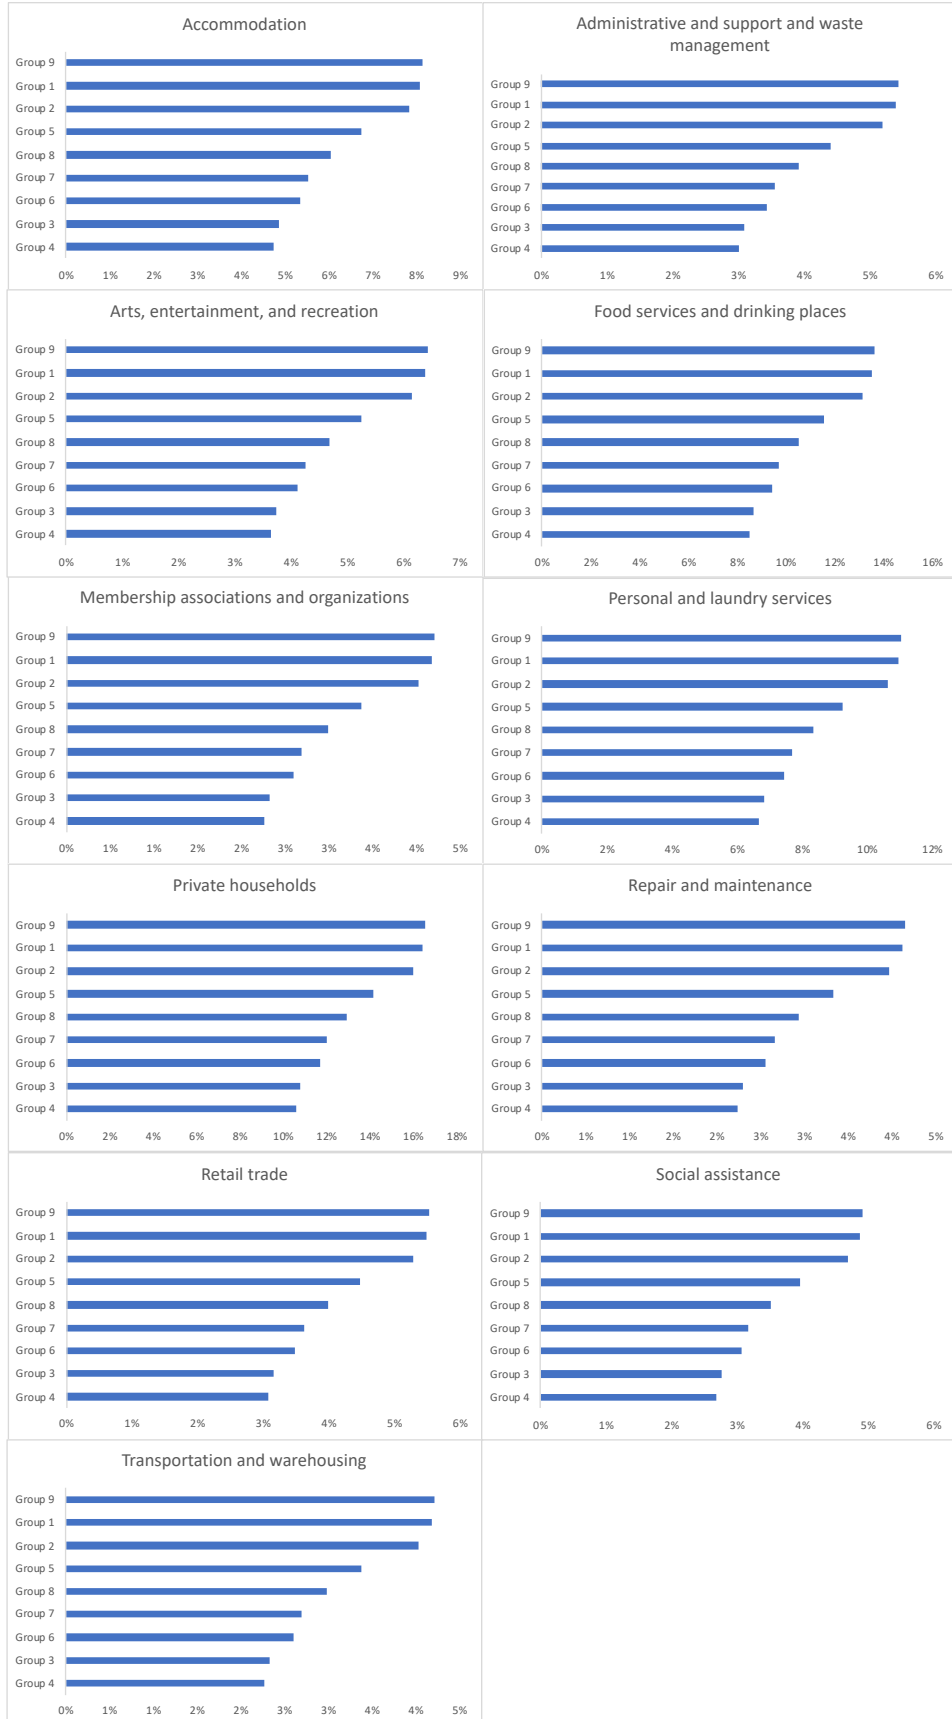 Accommodation
Group 9
Group 1
Group 2
Group 5
Group 8
Group 7
Group 6
Group 3
Group 4
0% 1% 2% 3% 4% 5% 6% 7% 8% 9%
Administrative and support and waste
management
Group 9
Group 1
Group 2
Group 5
Group 8
Group 7
Group 6
Group 3
Group 4
0% 1% 2% 3% 4% 5% 6%
Arts, entertainment, and recreation
Group 9
Group 1
Group 2
Group 5
Group 8
Group 7
Group 6
Group 3
Group 4
0% 1% 2% 3% 4% 5% 6% 7%
Food services and drinking places
Group 9
Group 1
Group 2
Group 5
Group 8
Group 7
Group 6
Group 3
Group 4
0% 2% 4% 6% 8% 10% 12% 14% 16%
Membership associations and organizations
Group 9
Group 1
Group 2
Group 5
Group 8
Group 7
Group 6
Group 3
Group 4
0% 1% 1% 2% 2% 3% 3% 4% 4% 5%
Personal and laundry services
Group 9
Group 1
Group 2
Group 5
Group 8
Group 7
Group 6
Group 3
Group 4
0% 2% 4% 6% 8% 10% 12%
Private households
Group 9
Group 1
Group 2
Group 5
Group 8
Group 7
Group 6
Group 3
Group 4
0% 2% 4% 6% 8% 10% 12% 14% 16% 18%
Repair and maintenance
Group 9
Group 1
Group 2
Group 5
Group 8
Group 7
Group 6
Group 3
Group 4
0% 1% 1% 2% 2% 3% 3% 4% 4% 5%
Retail trade
Group 9
Group 1
Group 2
Group 5
Group 8
Group 7
Group 6
Group 3
Group 4
0% 1% 2% 3% 4% 5% 6%
Social assistance
Group 9
Group 1
Group 2
Group 5
Group 8
Group 7
Group 6
Group 3
Group 4
0% 1% 2% 3% 4% 5% 6%
Transportation and warehousing
Group 9
Group 1
Group 2
Group 5
Group 8
Group 7
Group 6
Group 3
Group 4
0% 1% 1% 2% 2% 3% 3% 4% 4% 5%